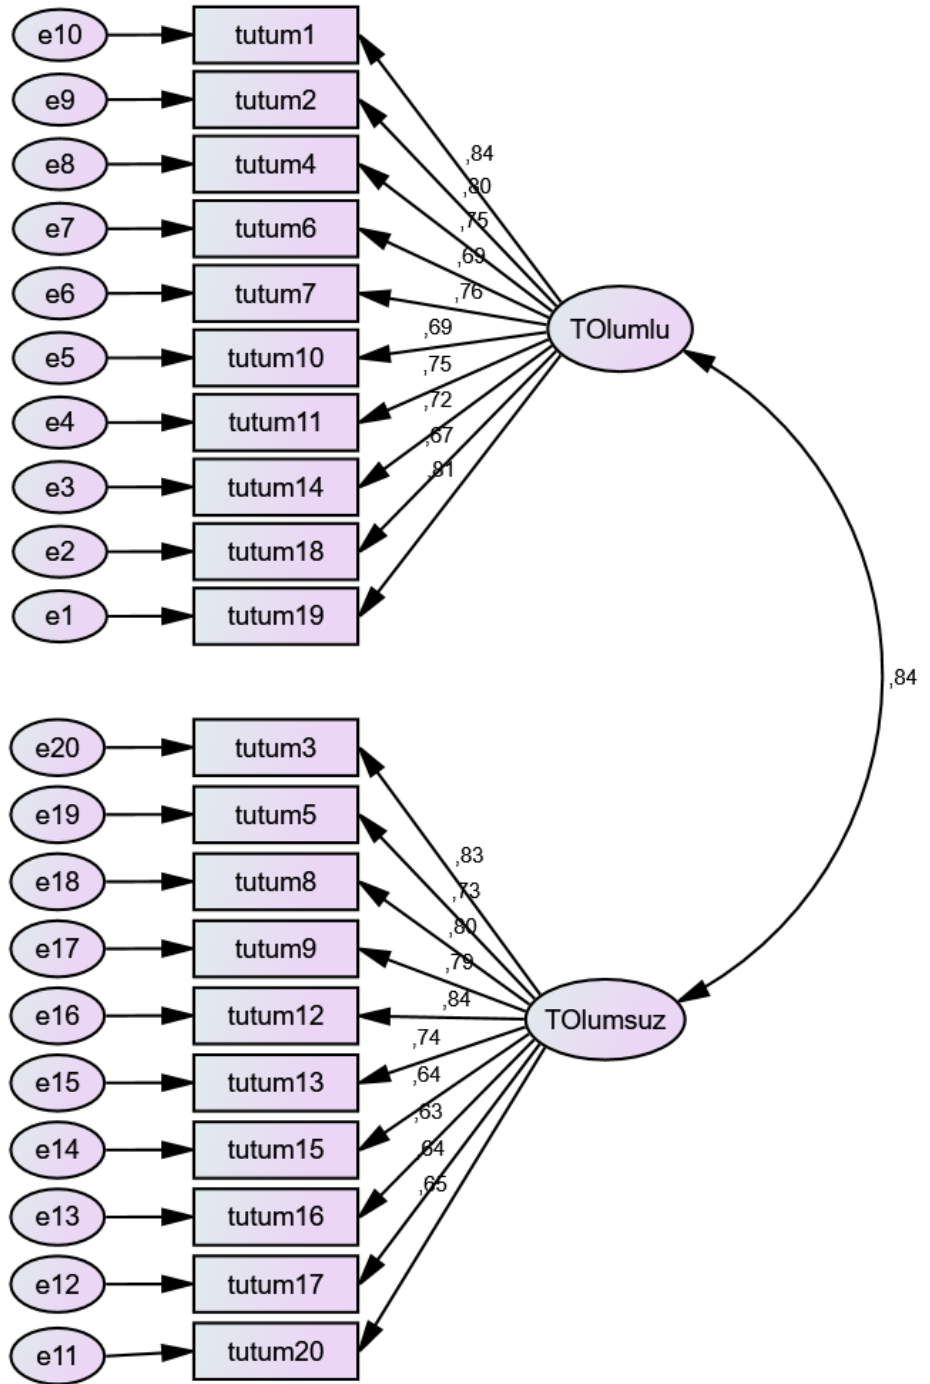 e10 tutum1
e9 tutum2
e8 tutum4
e7 tutum6
e6 tutum7
e5 tutum10
e4 tutum11
e3 tutum14
e2 tutum18
e1 tutum19
,84
,80
,75
,69
,76
,69
,75
,72
,67
,81
TOlumlu
,84
e20 tutum3
e19 tutum5
e18 tutum8
e17 tutum9
e16 tutum12
e15 tutum13
e14 tutum15
e13 tutum16
e12 tutum17
e11 tutum20
,83
,73
,80
,79
,84
,74
,64
,63
,64
,65
TOlumsuz